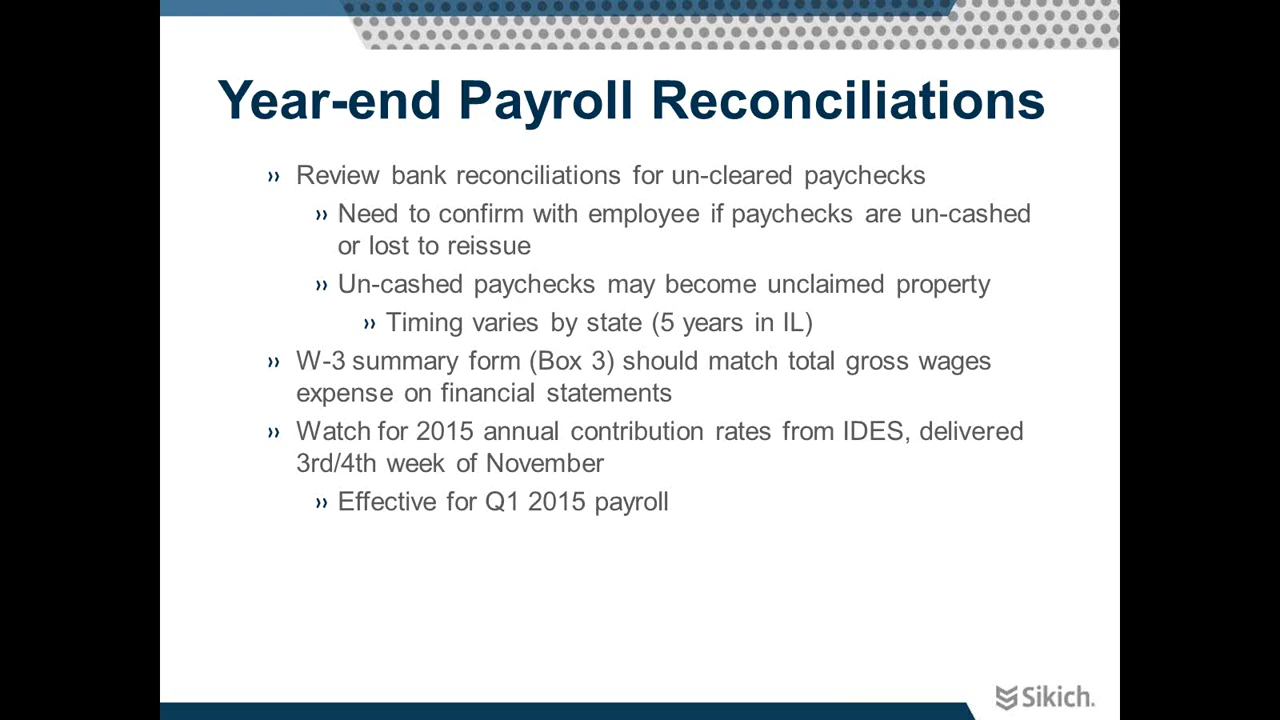 Year-end Payroll Reconciliations
›› Review bank reconciliations for un-cleared paychecks
›› Need to confirm with employee if paychecks are un-cashed
or lost to reissue
›› Un-cashed paychecks may become unclaimed property
›› Timing varies by state (5 years in IL)
›› W-3 summary form (Box 3) should match total gross wages
expense on financial statements
›› Watch for 2015 annual contribution rates from IDES, delivered
3rd/4th week of November
›› Effective for Q1 2015 payroll
Sikich.